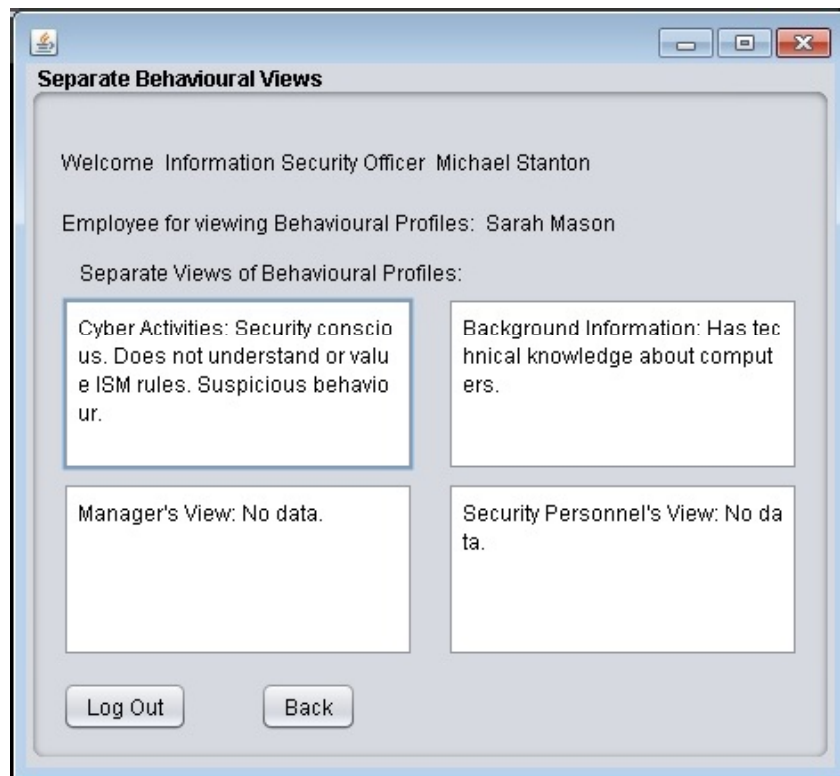 Separate Behavioural Views
Welcome Information Security Officer Michael Stanton
Employee for viewing Behavioural Profiles: Sarah Mason
Separate Views of Behavioural Profiles:
Cyber Activities: Security conscio
us. Does not understand or valu
e ISM rules. Suspicious behavio
ur.
Background Information: Has tec
hnical knowledge about comput
ers.
Manager's View: No data.
Security Personnel's View: No da
ta.
Log Out
Back